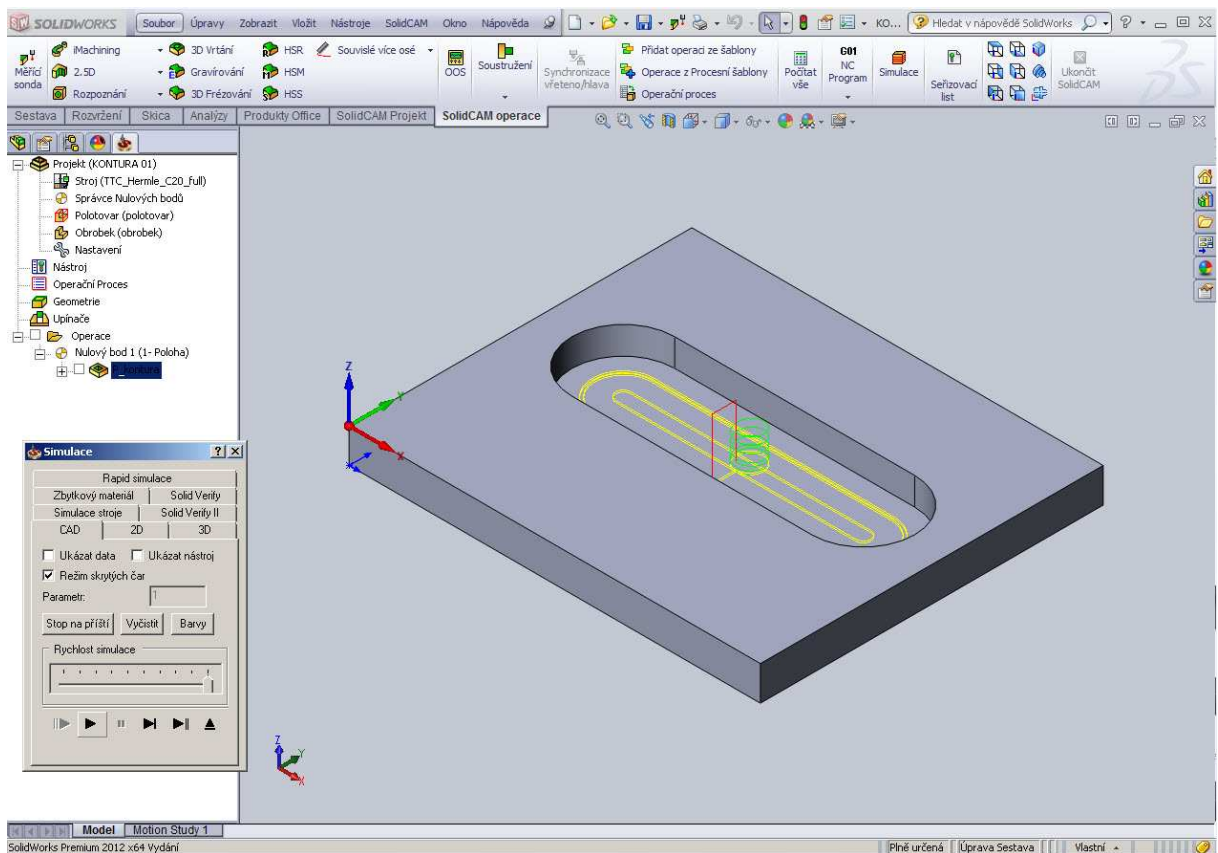 SOLIDWORKS Soubor Úpravy Zobrazit Vložit Nástroje SolidCAM Okno Nápověda KO... Hledat v nápovědě SolidWorks
iMachining 3D Vrtání HSR Souvislé více osé Přidat operaci ze šablony
Měřící sonda 2.5D Gravírování HSM OOS Soustružení Synchronizace vřeteno/hlava Operace z Procesní šablony Počítat vše G01 NC Program Simulace Seřizovací list Ukončit SolidCAM
Rozpoznání 3D Frézování HSS Operační proces
Sestava Rozvržení Skica Analýzy Produkty Office SolidCAM Projekt SolidCAM operace
Projekt (KONTURA 01)
Stroj (TTC_Hermle_C20_full)
Správce Nulových bodů
Polotovar (polotovar)
Obrobek (obrobek)
Nastavení
Nástroj
Operační Proces
Geometrie
Upínače
Operace
Nulový bod 1 (1- Poloha)
P_kontura
Z
Y
X
Simulace
Rapid simulace
Zbytkový materiál Solid Verify
Simulace stroje Solid Verify II
CAD 2D 3D
Ukázat data Ukázat nástroj
Režim skrytých čar
Parametr: 1
Stop na příští Vyčistit Barvy
Rychlost simulace
Z
Y
X
Model Motion Study 1
SolidWorks Premium 2012 x64 Vydání Plně určená Úprava Sestava Vlastní